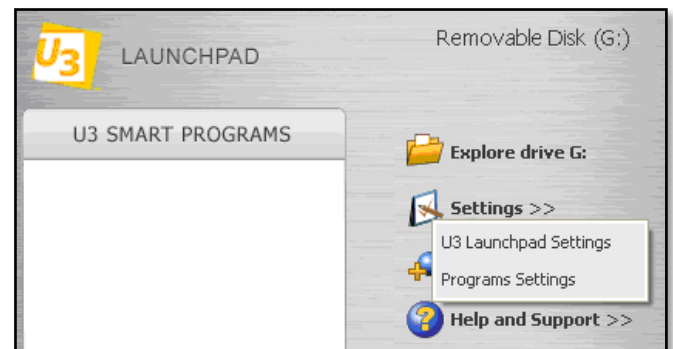 U3
LAUNCHPAD
Removable Disk (G:)
U3 SMART PROGRAMS
Explore drive G:
Settings >>
U3 Launchpad Settings
Programs Settings
Help and Support >>